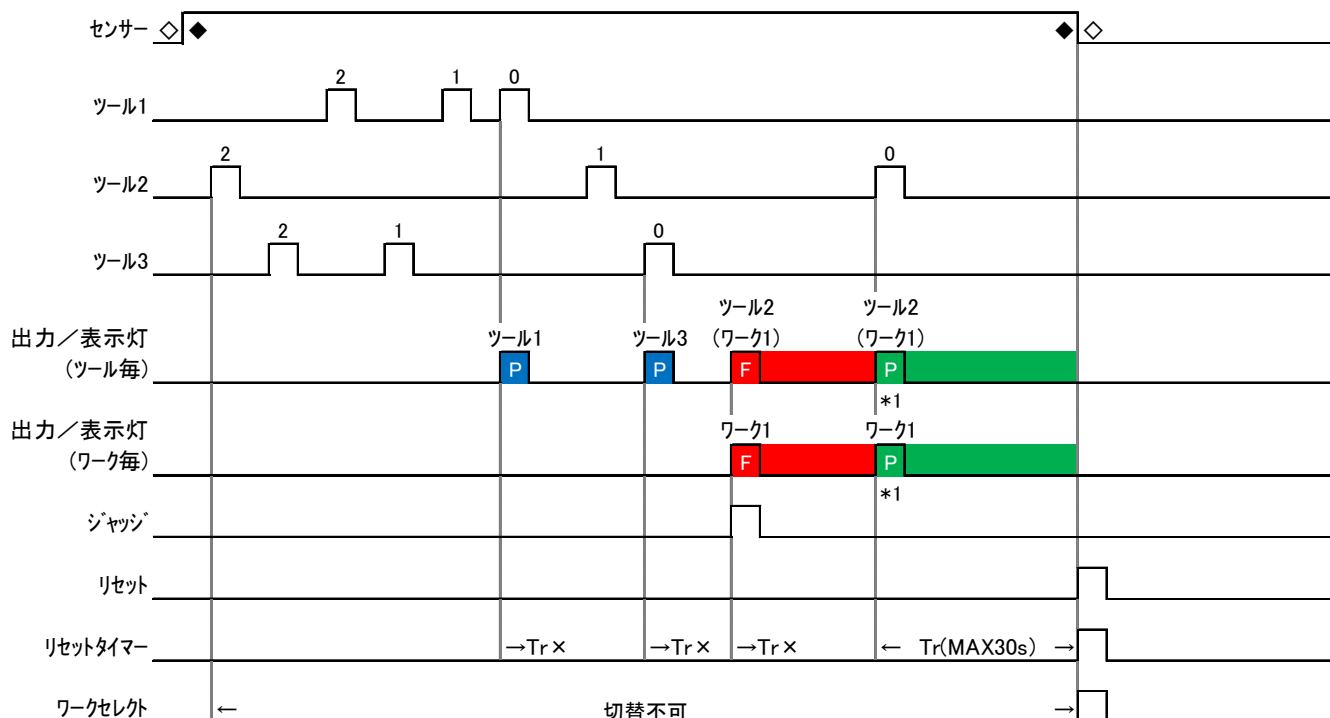 センサー ◇ ◆ ◆ ◇
2 1 0
ツール1
2 1 0
ツール2
2 1 0
ツール3
ツール2 ツール2
出力／表示灯 ツール1 ツール3 (ワーク1) (ワーク1)
(ツール毎) P P F P
*1
出力／表示灯 ワーク1 ワーク1
(ワーク毎) F P
*1
ジャッジ
リセット
リセットタイマー →Tr× →Tr× →Tr× ← Tr(MAX30s) →
ワークセレクト ← 切替不可 →